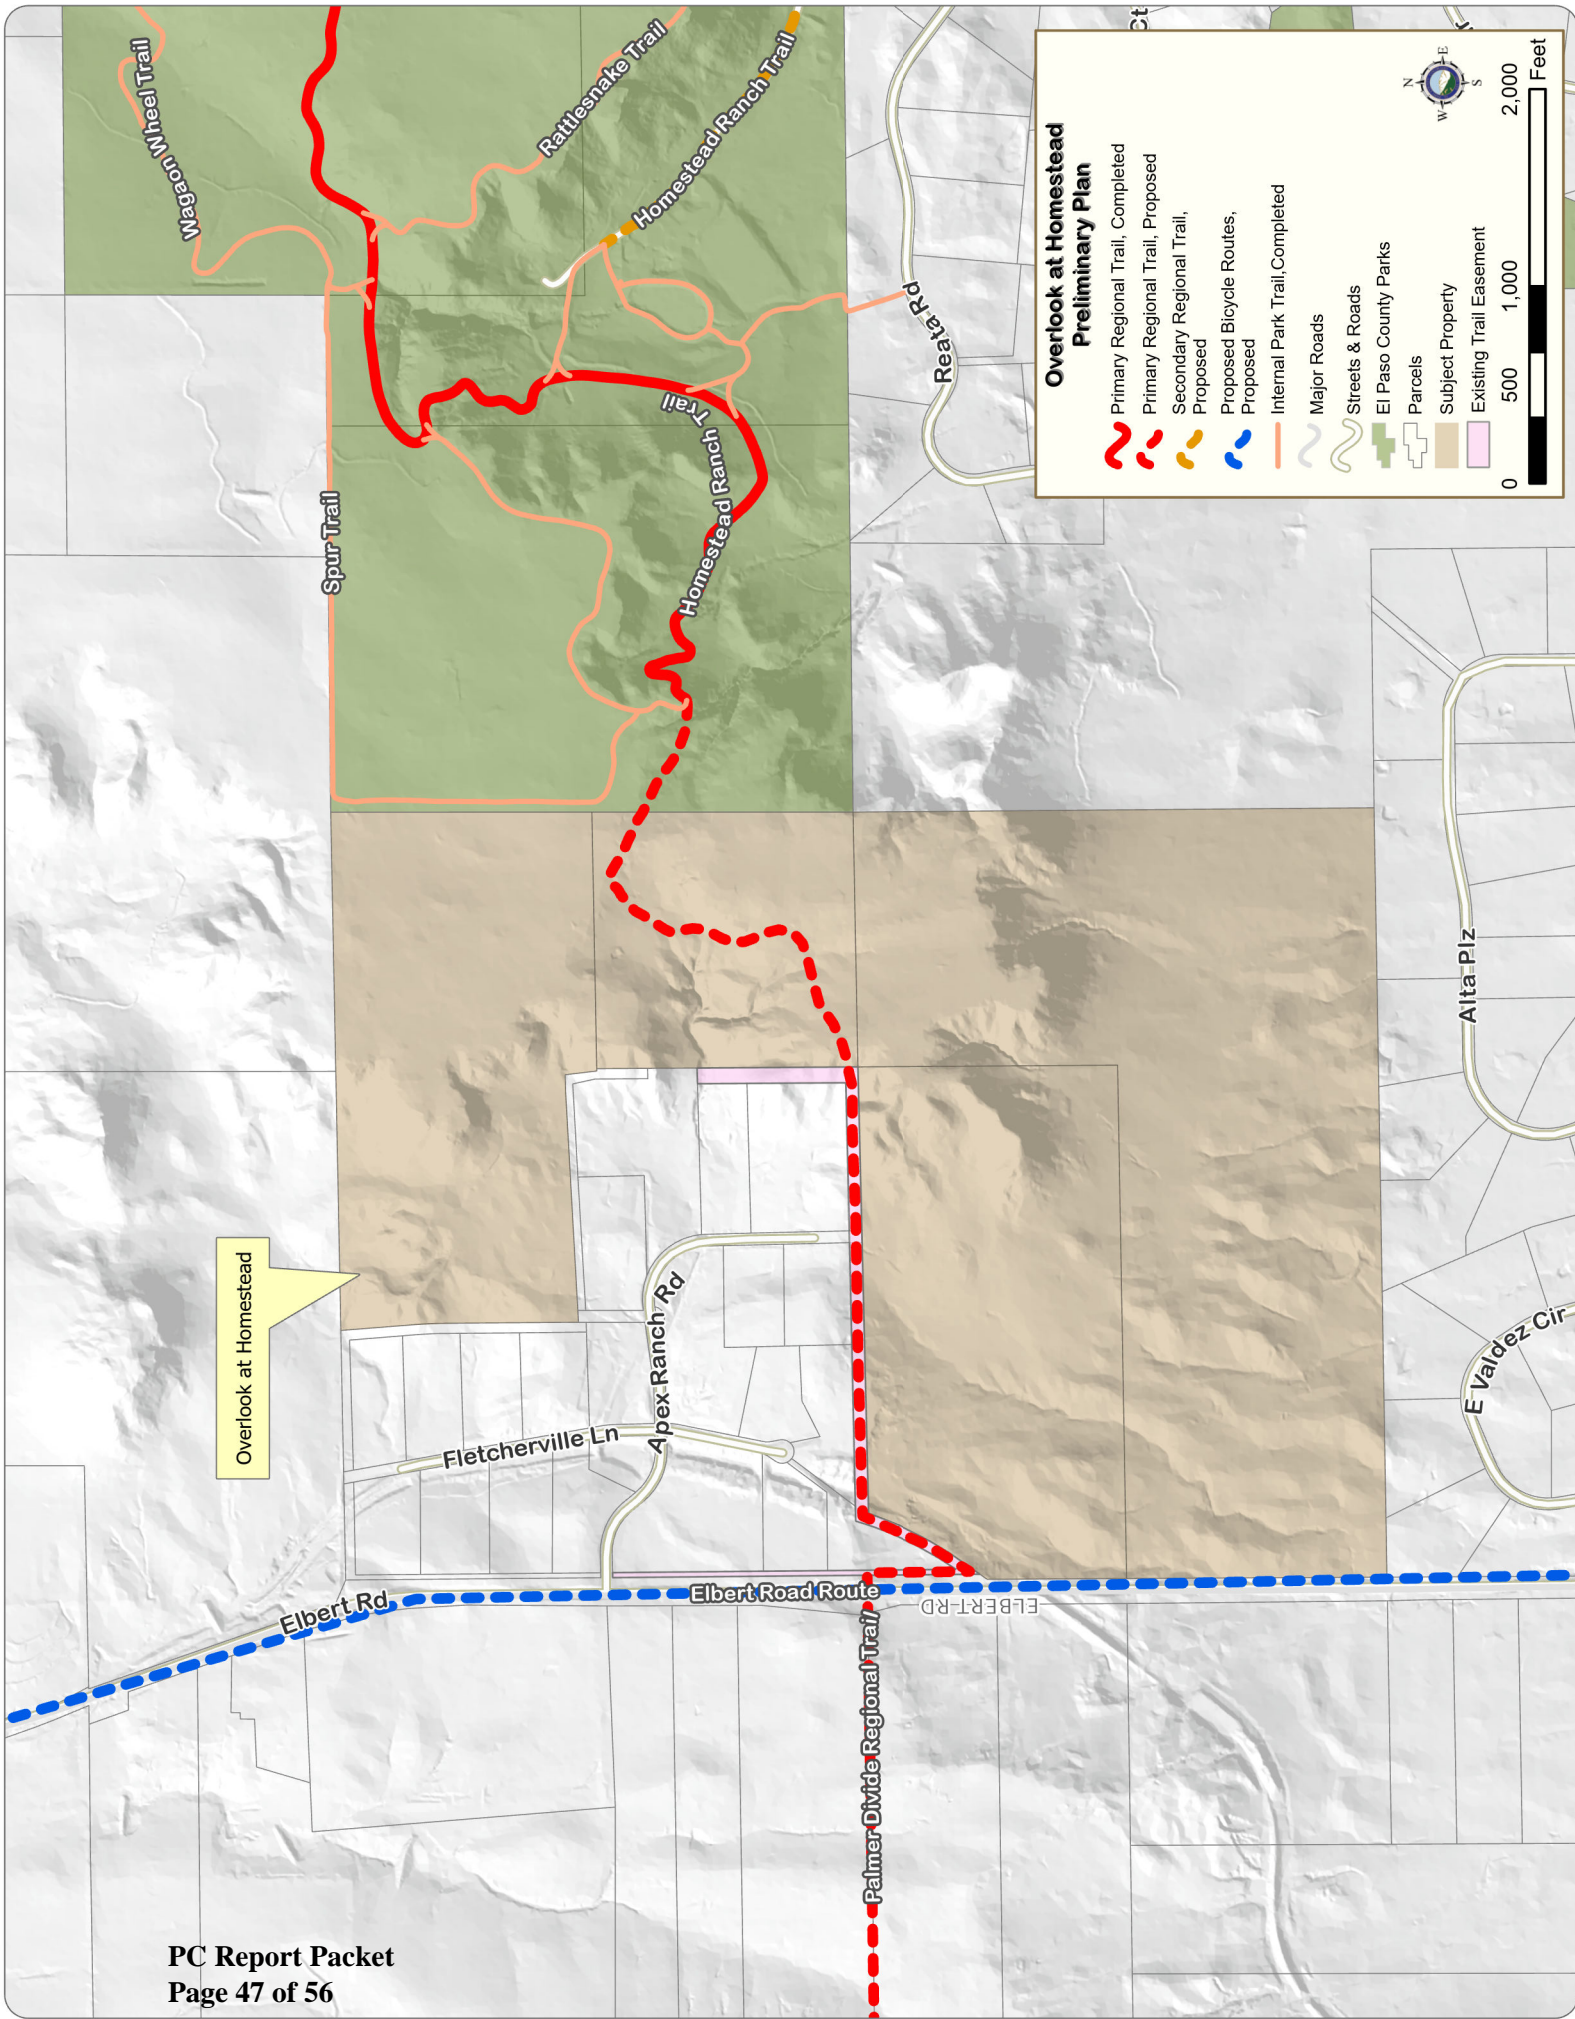 Wagaon Wheel Trail
Rattlesnake Trail
Homestead Ranch Trail
Spur Trail
Homestead Ranch Trail
Reata Rd
Ct
Alta Plz
E Valdez Cir
Overlook at Homestead
Apex Ranch Rd
Fletcherville Ln
Elbert Rd
Elbert Road Route
ELBERT RD
Palmer Divide Regional Trail
Overlook at Homestead
Preliminary Plan
Primary Regional Trail, Completed
Primary Regional Trail, Proposed
Secondary Regional Trail,
Proposed
Proposed Bicycle Routes,
Proposed
Internal Park Trail,Completed
Major Roads
Streets & Roads
El Paso County Parks
Parcels
Subject Property
Existing Trail Easement
N
E
S
W
0 500 1,000 2,000
Feet
PC Report Packet
Page 47 of 56